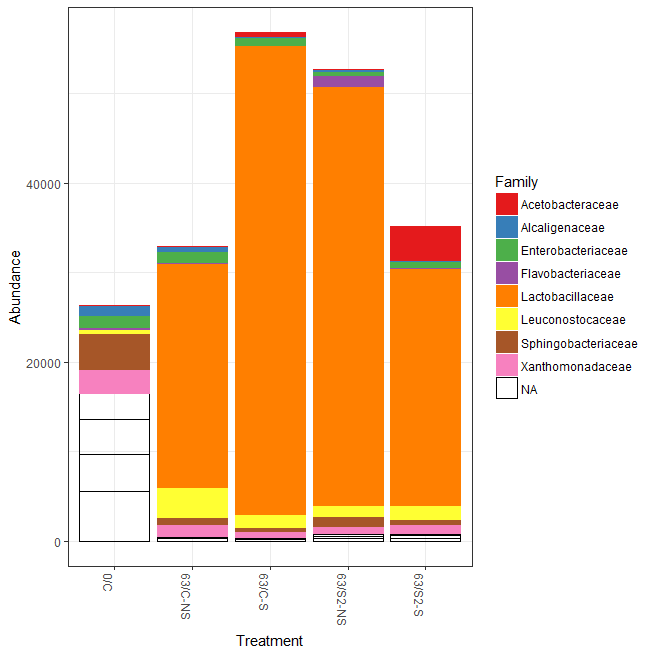 Abundance
40000
20000
0
0/C
63/C-NS
63/C-S
63/S2-NS
63/S2-S
Treatment
Family
Acetobacteraceae
Alcaligenaceae
Enterobacteriaceae
Flavobacteriaceae
Lactobacillaceae
Leuconostocaceae
Sphingobacteriaceae
Xanthomonadaceae
NA